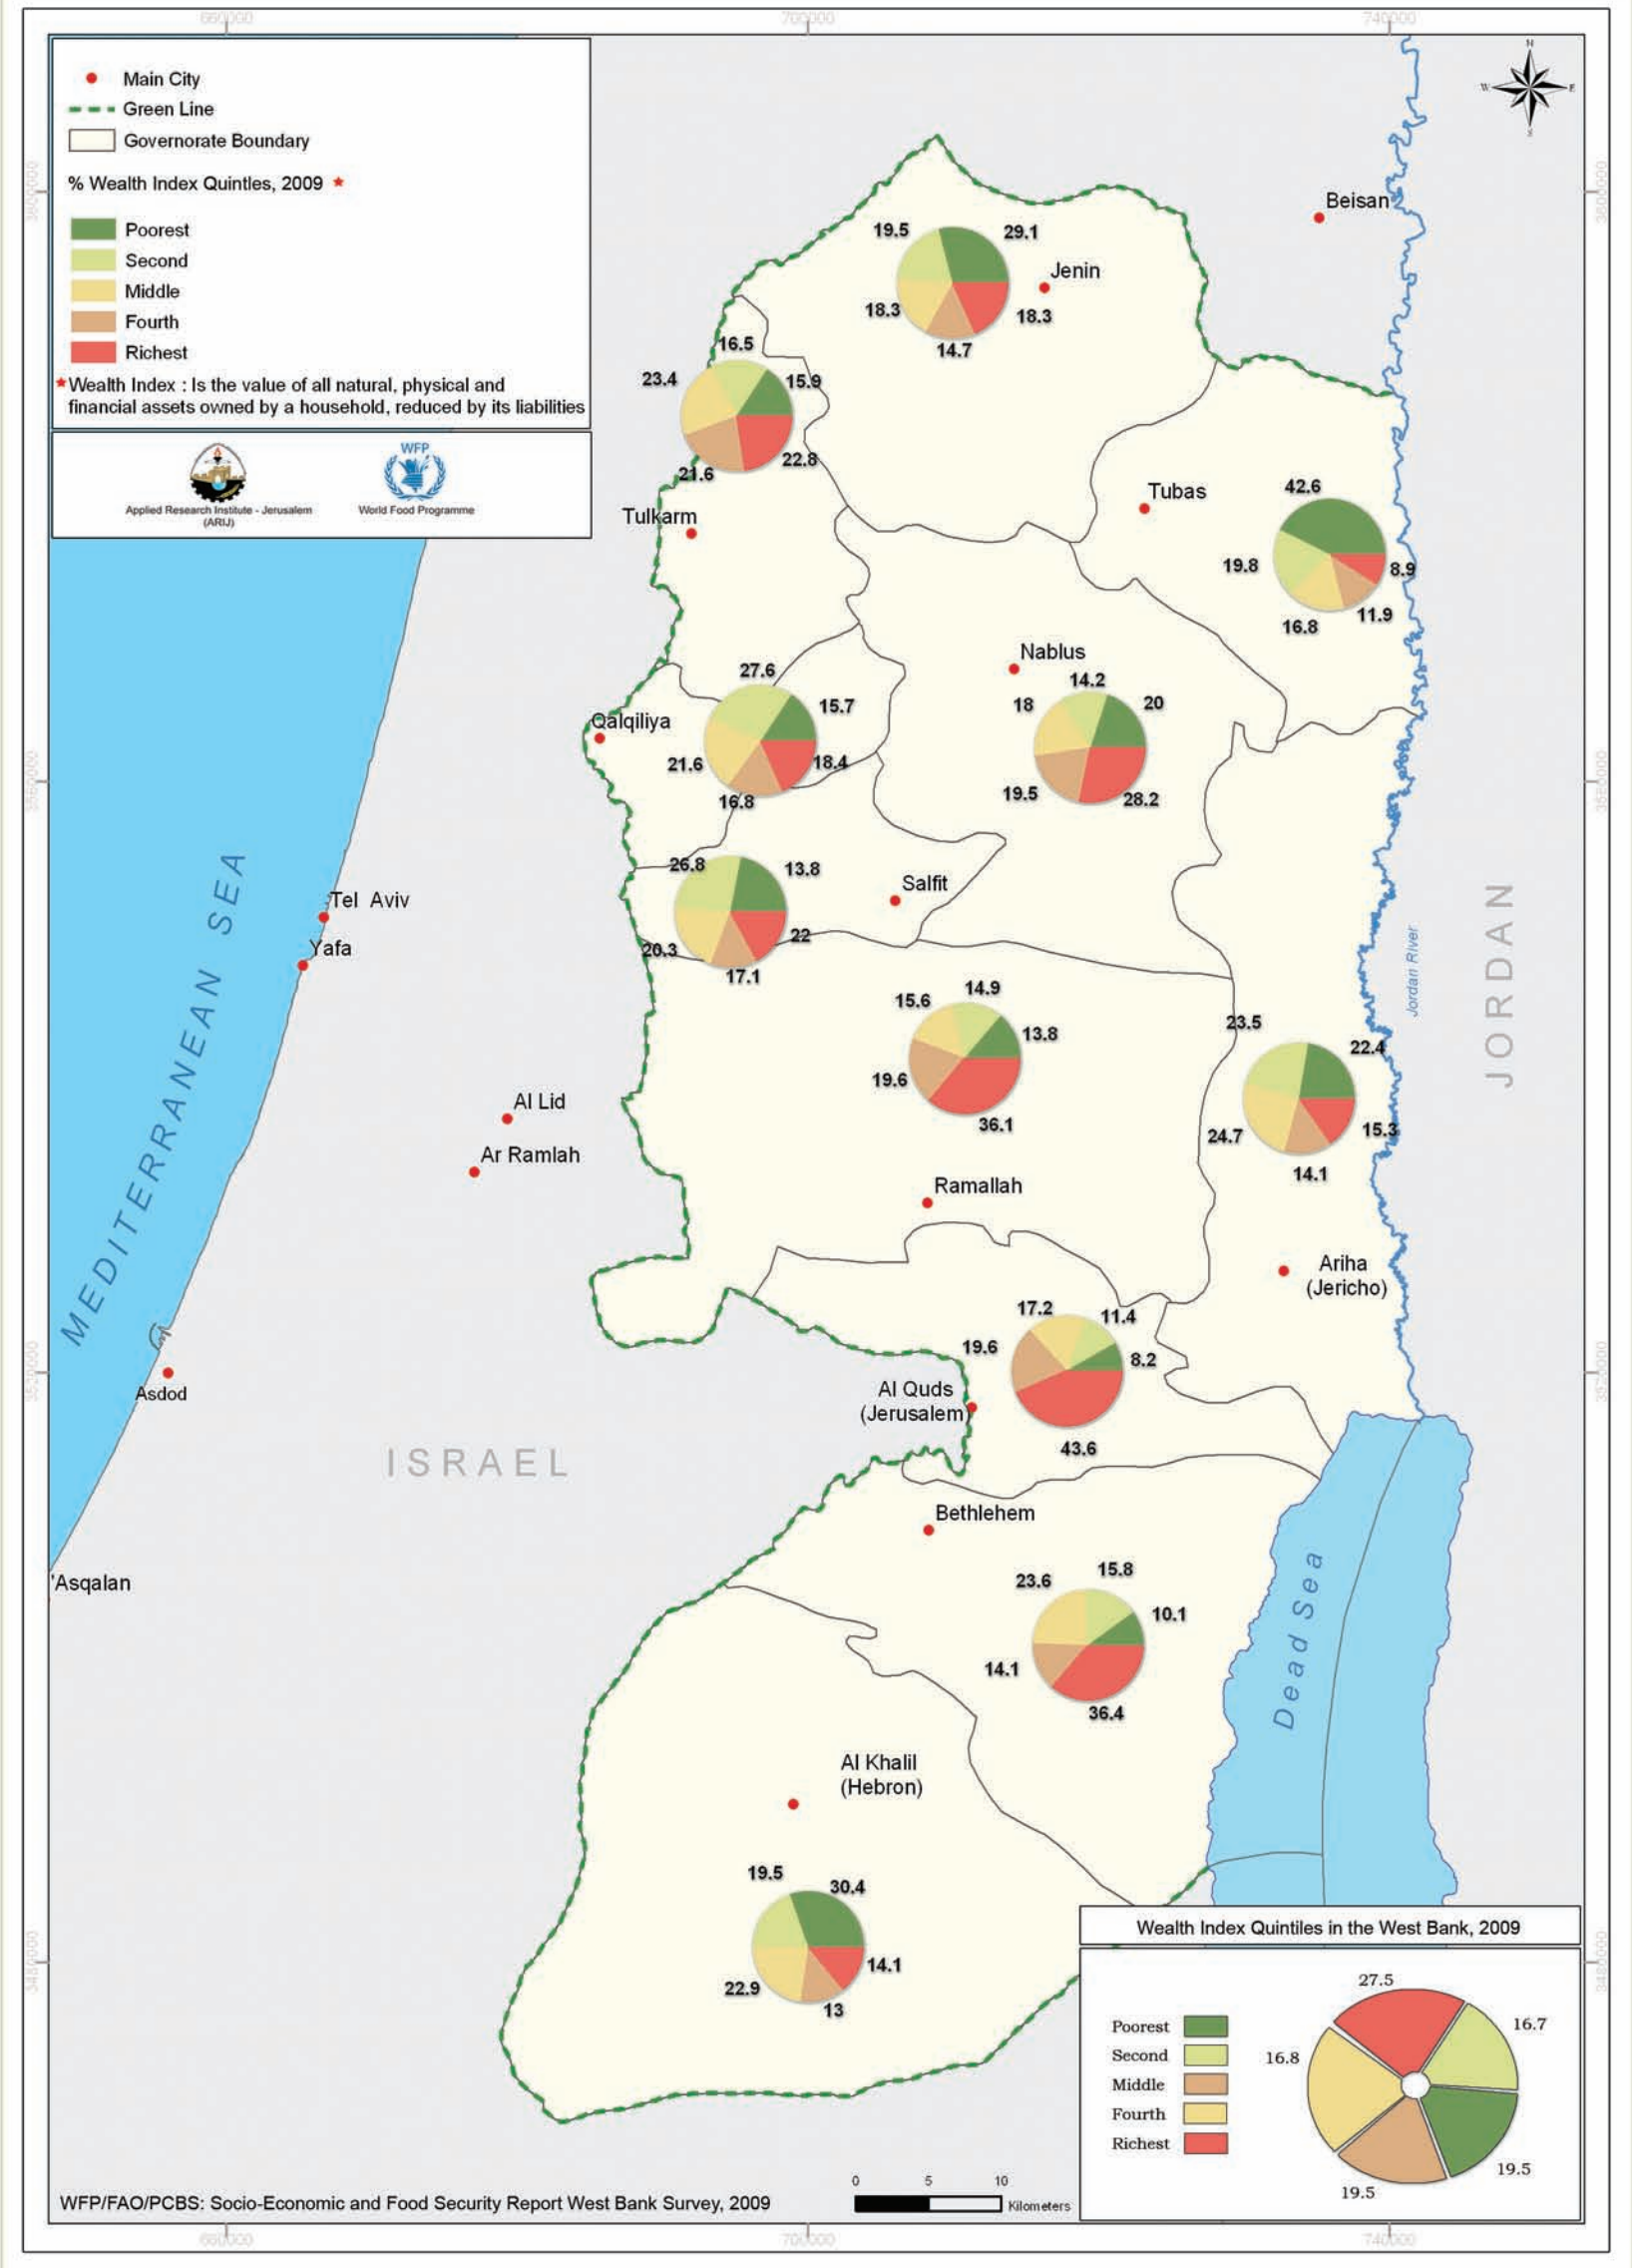 660000
700000
740000
Main City
Green Line
Governorate Boundary
% Wealth Index Quintles, 2009 ★
Poorest
Second
Middle
Fourth
Richest
★ Wealth Index : Is the value of all natural, physical and
financial assets owned by a household, reduced by its liabilities
WFP
Applied Research Institute - Jerusalem
(ARIJ)
World Food Programme
N
W
E
S
Beisan
19.5
29.1
Jenin
18.3
18.3
14.7
16.5
23.4
15.9
22.8
21.6
Tulkarm
Tubas
42.6
19.8
8.9
11.9
16.8
Nablus
27.6
14.2
18
20
15.7
Qalqiliya
21.6
18.4
16.8
19.5
28.2
26.8
13.8
Salfit
20.3
22
17.1
Tel Aviv
Yafa
MEDITERRANEAN SEA
Jordan River
JORDAN
15.6
14.9
13.8
19.6
36.1
23.5
22.4
24.7
15.3
14.1
Al Lid
Ar Ramlah
Ramallah
Ariha
(Jericho)
17.2
11.4
19.6
8.2
43.6
Al Quds
(Jerusalem)
Asdod
ISRAEL
Bethlehem
'Asqalan
23.6
15.8
10.1
14.1
36.4
Dead Sea
Al Khalil
(Hebron)
19.5
30.4
22.9
14.1
13
Wealth Index Quintiles in the West Bank, 2009
Poorest
Second
Middle
Fourth
Richest
27.5
16.7
16.8
19.5
19.5
WFP/FAO/PCBS: Socio-Economic and Food Security Report West Bank Survey, 2009
0
5
10
Kilometers
660000
700000
740000